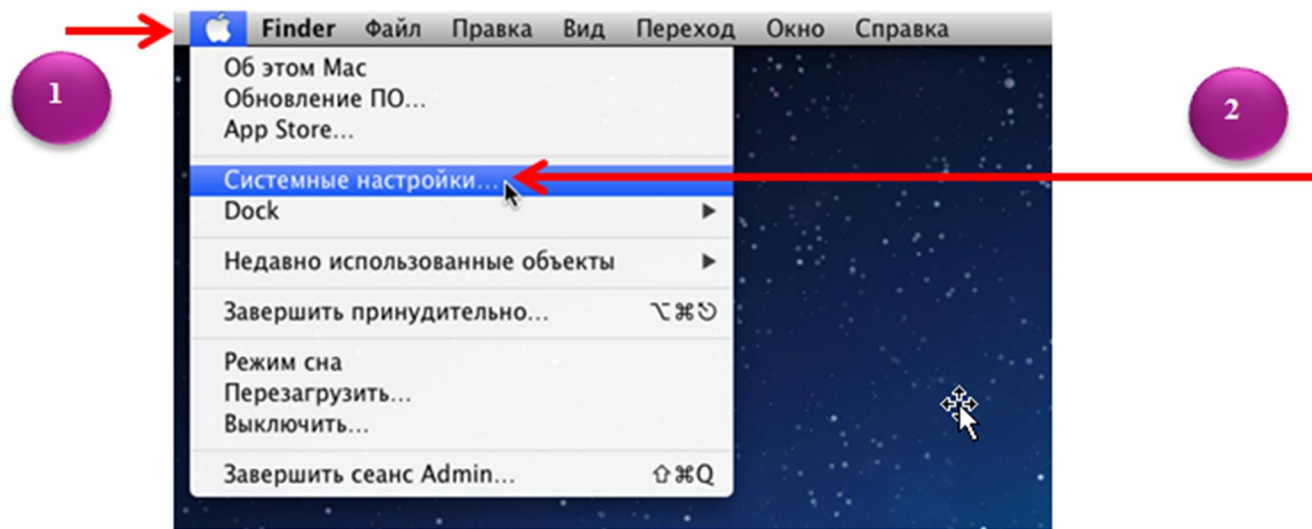 Finder Файл Правка Вид Переход Окно Справка
1
Об этом Mac
Обновление ПО...
App Store...
2
Системные настройки...
Dock ▶
Недавно использованные объекты ▶
Завершить принудительно... ⌥⌘⎋
Режим сна
Перезагрузить...
Выключить...
Завершить сеанс Admin... ⇧⌘Q